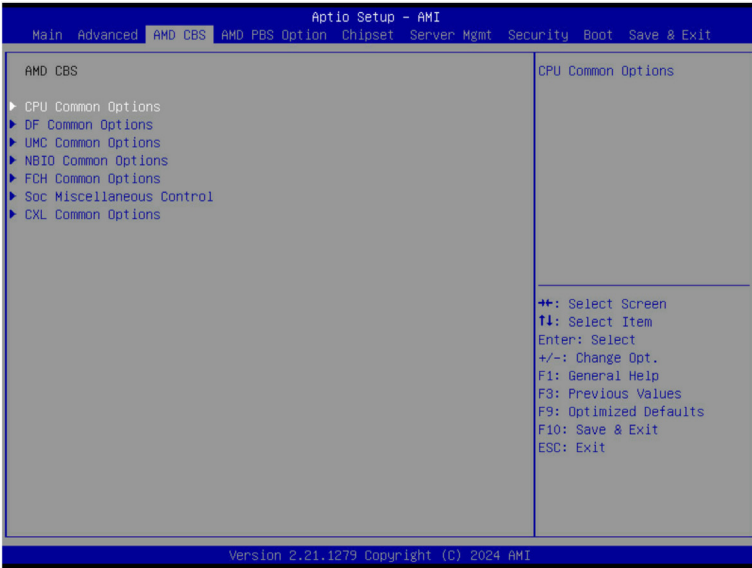 Aptio Setup - AMI
Main Advanced AMD CBS AMD PBS Option Chipset Server Mgmt Security Boot Save & Exit
AMD CBS
CPU Common Options
DF Common Options
UMC Common Options
NBIO Common Options
FCH Common Options
Soc Miscellaneous Control
CXL Common Options
CPU Common Options
→←: Select Screen
↑↓: Select Item
Enter: Select
+/-: Change Opt.
F1: General Help
F3: Previous Values
F9: Optimized Defaults
F10: Save & Exit
ESC: Exit
Version 2.21.1279 Copyright (C) 2024 AMI